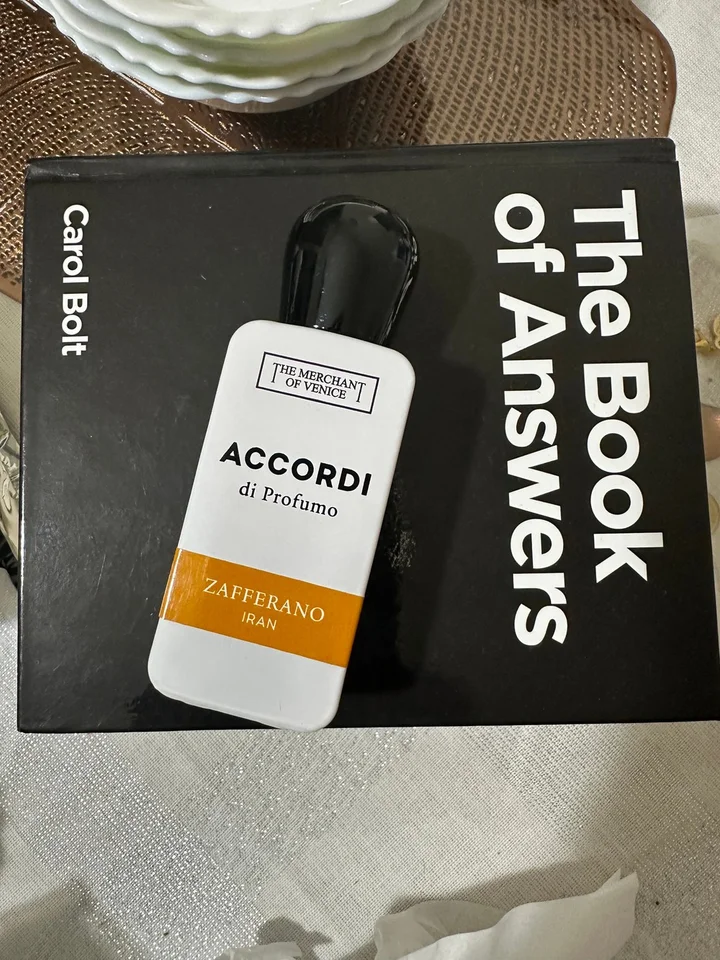 The Book
of Answers
Carol Bolt
THE MERCHANT
OF VENICE
ACCORDI
di Profumo
ZAFFERANO
IRAN